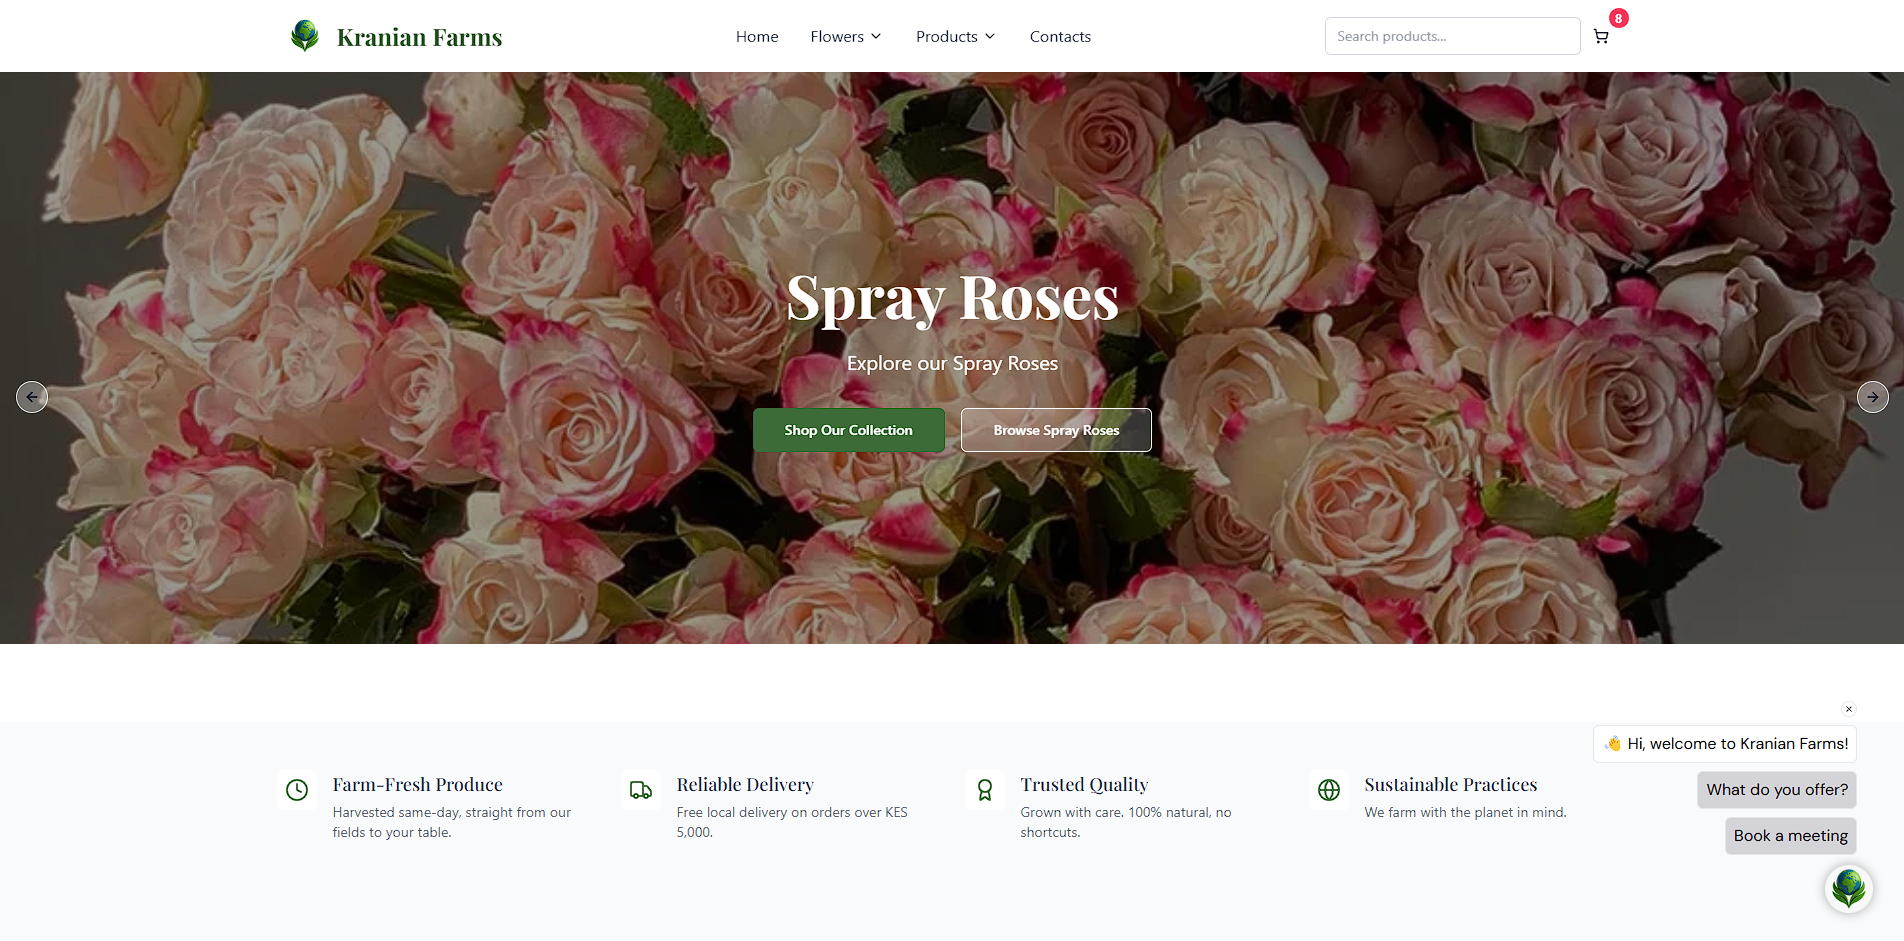 Kranian Farms
Home
Flowers
Products
Contacts
Search products...
8
Spray Roses
Explore our Spray Roses
Shop Our Collection
Browse Spray Roses
👋 Hi, welcome to Kranian Farms!
What do you offer?
Book a meeting
Farm-Fresh Produce
Harvested same-day, straight from our
fields to your table.
Reliable Delivery
Free local delivery on orders over KES
5,000.
Trusted Quality
Grown with care. 100% natural, no
shortcuts.
Sustainable Practices
We farm with the planet in mind.